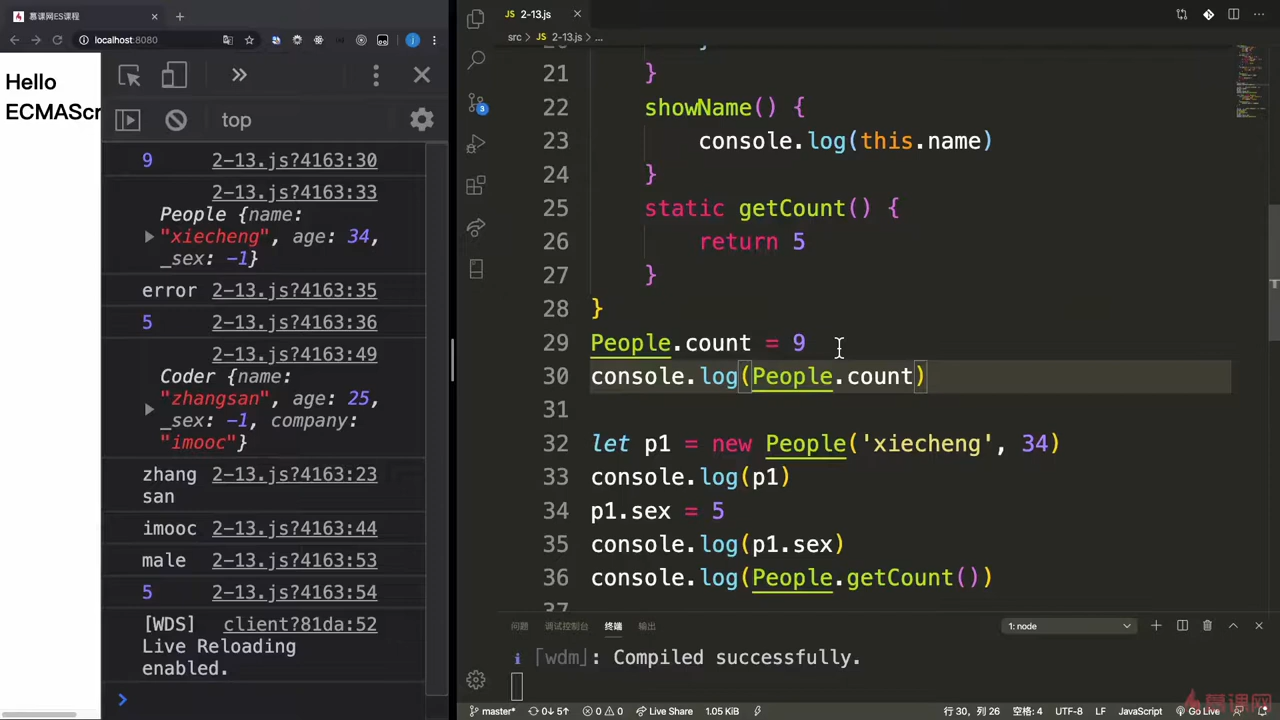 慕课网ES课程
localhost:8080
Hello
ECMAScr
top
9 2-13.js?4163:30
2-13.js?4163:33
People {name:
"xiecheng", age: 34,
_sex: -1}
error 2-13.js?4163:35
5 2-13.js?4163:36
2-13.js?4163:49
Coder {name:
"zhangsan", age: 25,
_sex: -1, company:
"imooc"}
zhang 2-13.js?4163:23
san
imooc 2-13.js?4163:44
male 2-13.js?4163:53
5 2-13.js?4163:54
[WDS] client?81da:52
Live Reloading
enabled.
JS 2-13.js
src > JS 2-13.js > ...
3
21 }
22 showName() {
23 console.log(this.name)
24 }
25 static getCount() {
26 return 5
27 }
28 }
29 People.count = 9
30 console.log(People.count)
31
32 let p1 = new People('xiecheng', 34)
33 console.log(p1)
34 p1.sex = 5
35 console.log(p1.sex)
36 console.log(People.getCount())
37
问题 调试控制台 终端 输出 1: node
i ｢wdm｣: Compiled successfully.
master* 0↓ 5↑ 0 0 Live Share 1.05 KiB 行 30, 列 26 空格: 4 UTF-8 LF JavaScript Go Live
慕课网